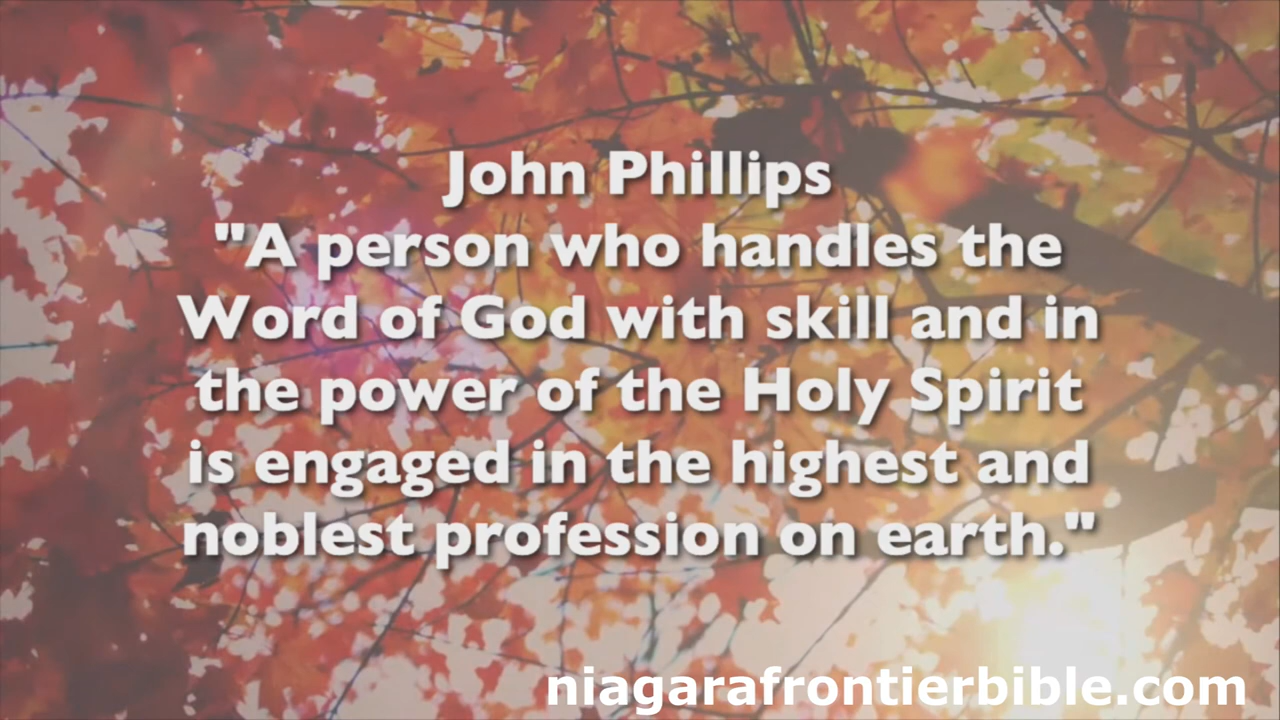 John Phillips
"A person who handles the
Word of God with skill and in
the power of the Holy Spirit
is engaged in the highest and
noblest profession on earth."
niagarafrontierbible.com